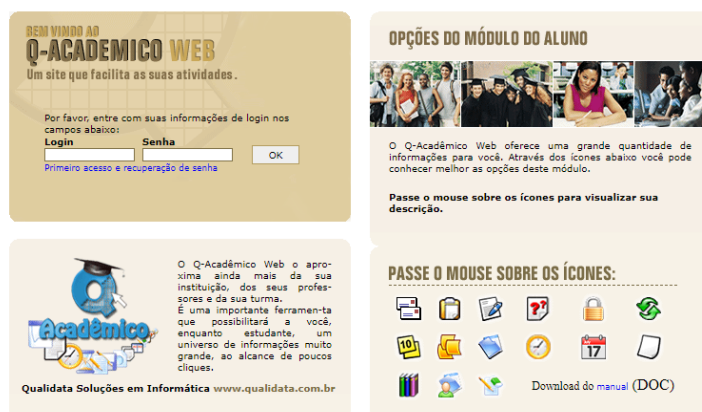 BEM VINDO AO
Q-ACADEMICO WEB
Um site que facilita as suas atividades.
Por favor, entre com suas informações de login nos
campos abaixo:
Login Senha
OK
Primeiro acesso e recuperação de senha
OPÇÕES DO MÓDULO DO ALUNO
O Q-Acadêmico Web oferece uma grande quantidade de
informações para você. Através dos ícones abaixo você pode
conhecer melhor as opções deste módulo.
Passe o mouse sobre os ícones para visualizar sua
descrição.
Q
Acadêmico
O Q-Acadêmico Web o apro-
xima ainda mais da sua
instituição, dos seus profes-
sores e da sua turma.
É uma importante ferramen-ta
que possibilitará a você,
enquanto estudante, um
universo de informações muito
grande, ao alcance de poucos
cliques.
Qualidata Soluções em Informática www.qualidata.com.br
PASSE O MOUSE SOBRE OS ÍCONES:
??
10
17
Download do manual (DOC)